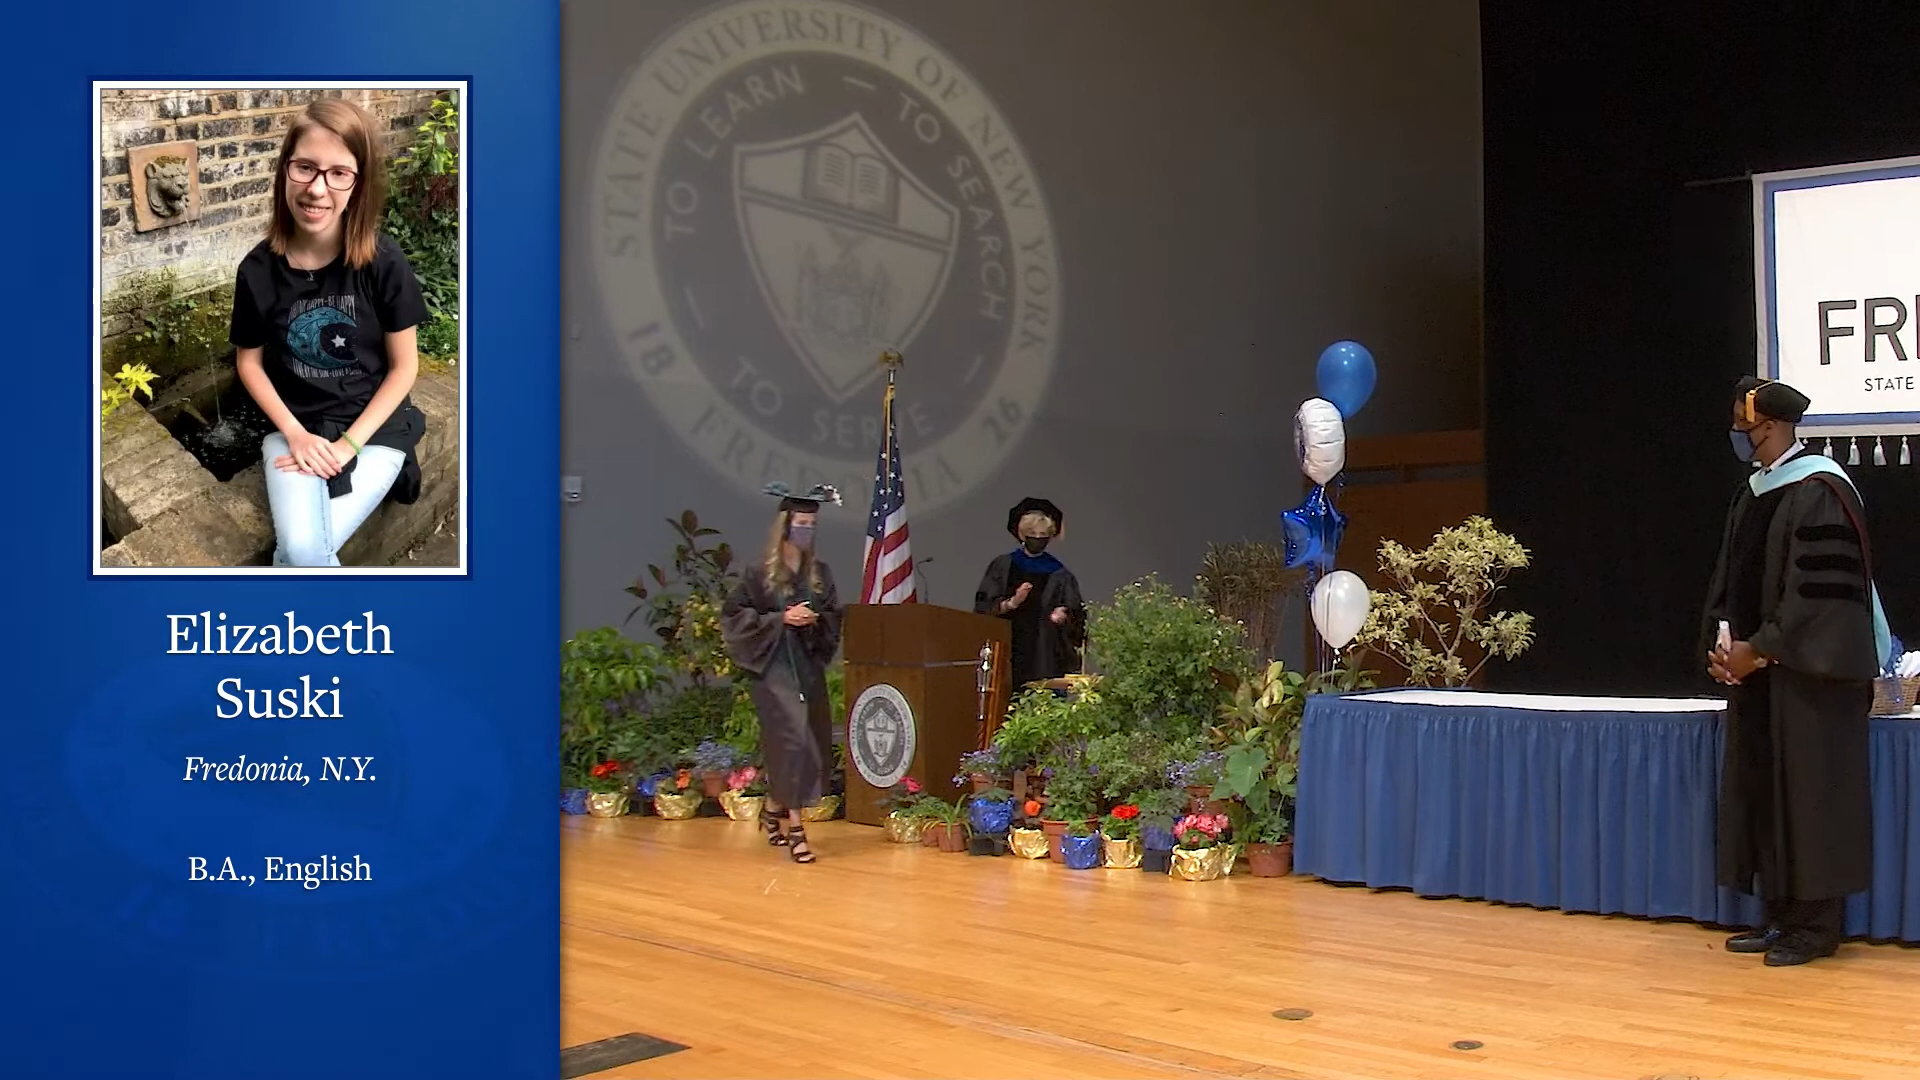 Elizabeth
Suski
Fredonia, N.Y.
B.A., English
STATE UNIVERSITY OF NEW YORK
TO LEARN — TO SEARCH —
TO SERVE —
18 FREDONIA 26
FRE
STATE